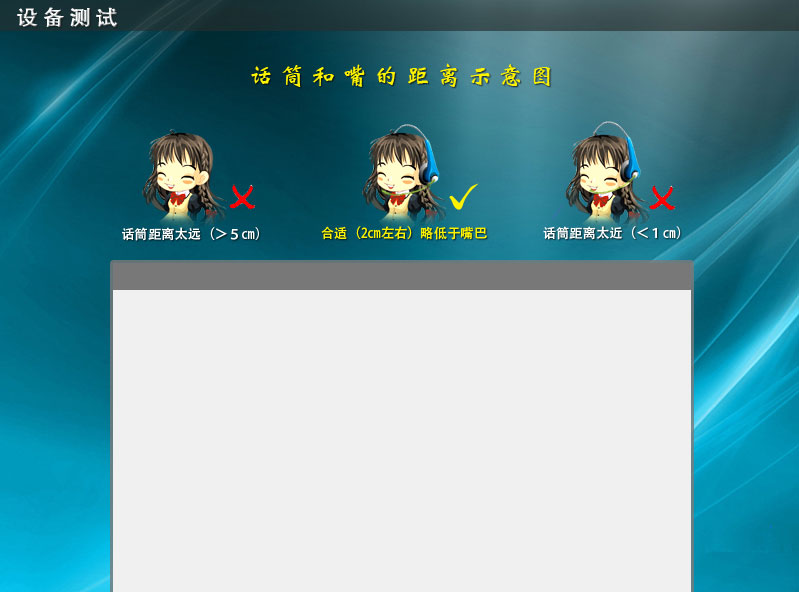 设备测试
话筒和嘴的距离示意图
话筒距离太远（＞5㎝）
合适（2㎝左右）略低于嘴巴
话筒距离太近（＜1㎝）